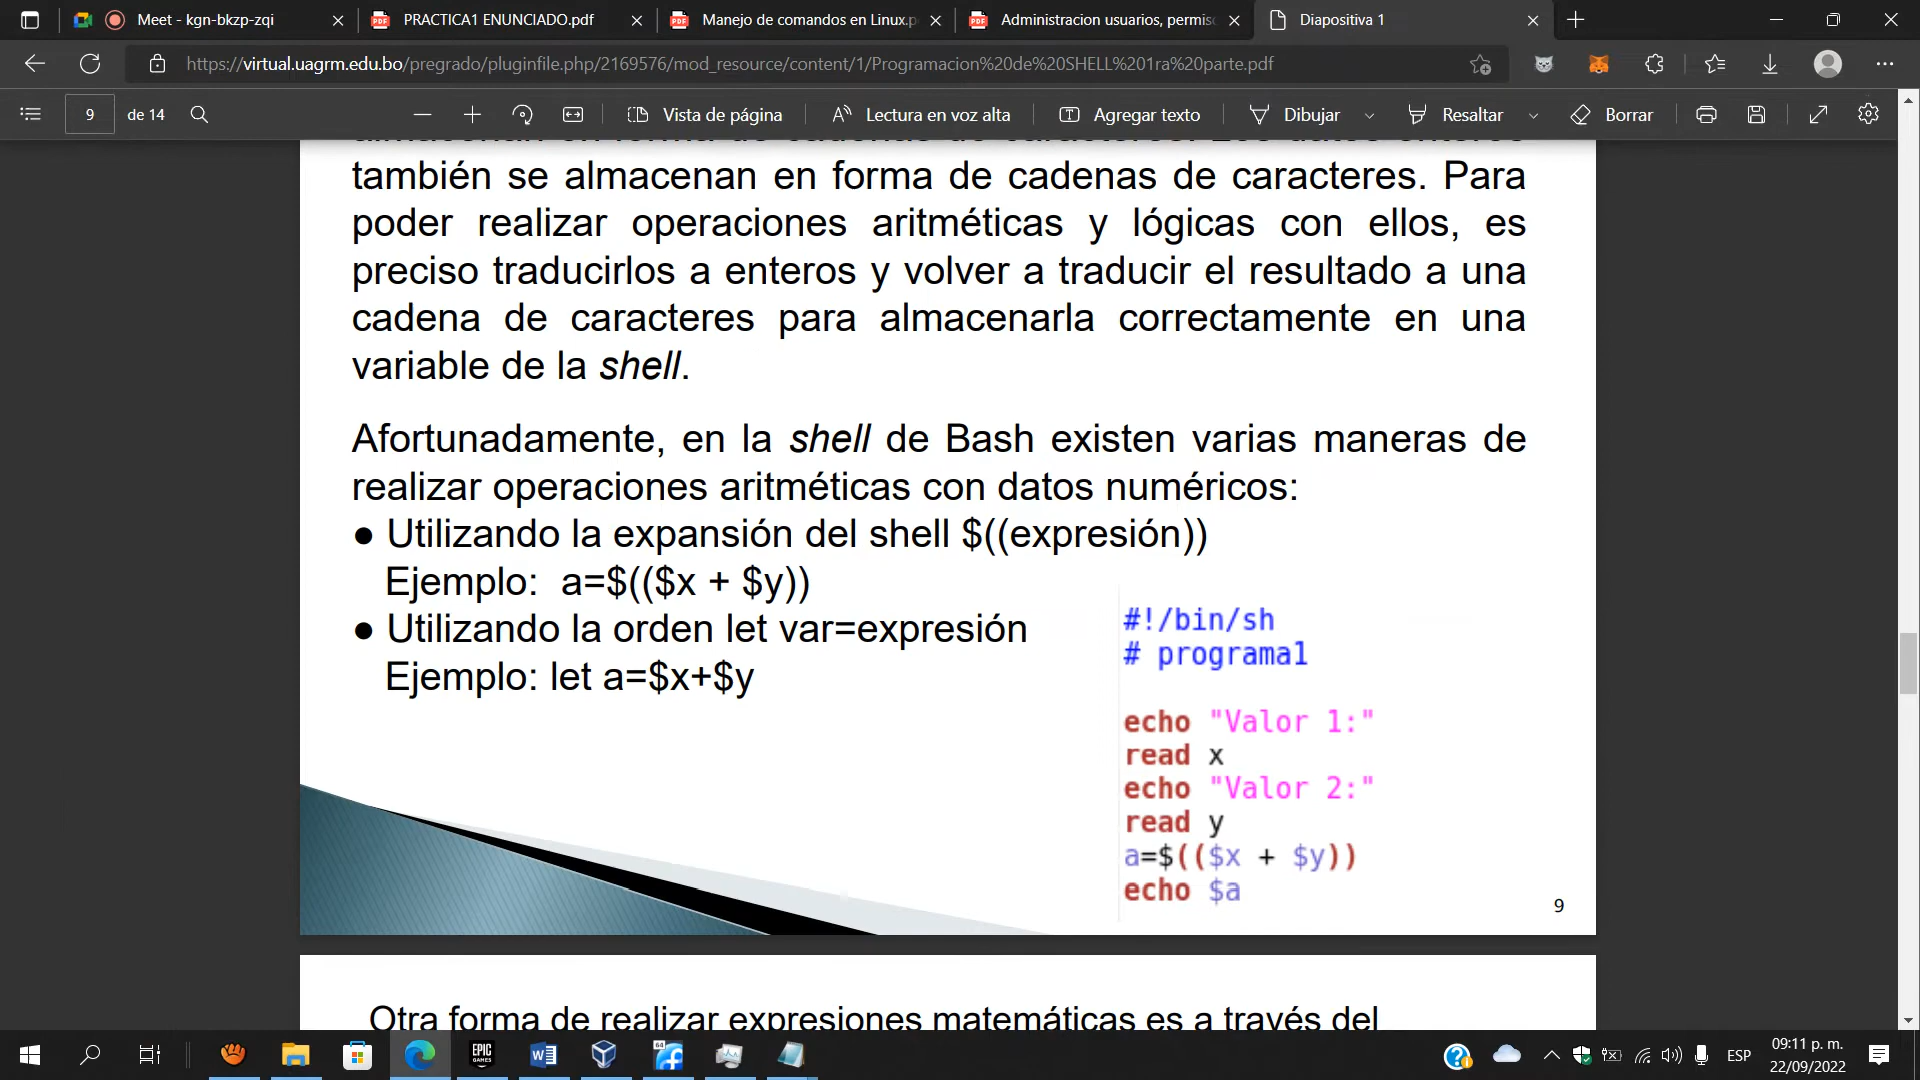 Meet - kgn-bkzp-zqi
PRACTICA1 ENUNCIADO.pdf
Manejo de comandos en Linux.p
Administracion usuarios, permis
Diapositiva 1
https://virtual.uagrm.edu.bo/pregrado/pluginfile.php/2169576/mod_resource/content/1/Programacion%20de%20SHELL%201ra%20parte.pdf
9 de 14
Vista de página
Lectura en voz alta
Agregar texto
Dibujar
Resaltar
Borrar
también se almacenan en forma de cadenas de caracteres. Para
poder realizar operaciones aritméticas y lógicas con ellos, es
preciso traducirlos a enteros y volver a traducir el resultado a una
cadena de caracteres para almacenarla correctamente en una
variable de la shell.
Afortunadamente, en la shell de Bash existen varias maneras de
realizar operaciones aritméticas con datos numéricos:
● Utilizando la expansión del shell $((expresión))
Ejemplo: a=$(($x + $y))
● Utilizando la orden let var=expresión
Ejemplo: let a=$x+$y
#!/bin/sh
# programa1
echo "Valor 1:"
read x
echo "Valor 2:"
read y
a=$(($x + $y))
echo $a
9
Otra forma de realizar expresiones matemáticas es a través del
EPIC
GAMES
64
ESP
09:11 p. m.
22/09/2022